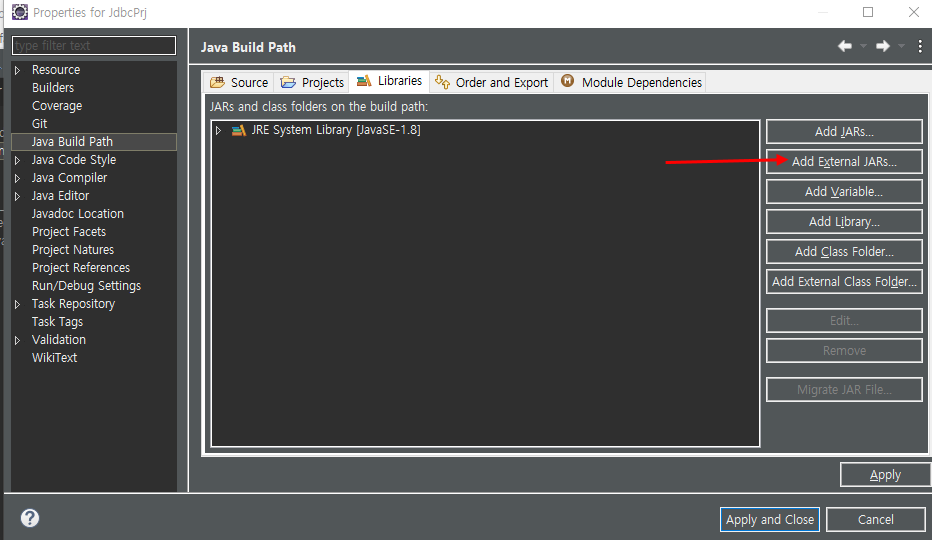 Properties for JdbcPrj
type filter text
Resource
Builders
Coverage
Git
Java Build Path
Java Code Style
Java Compiler
Java Editor
Javadoc Location
Project Facets
Project Natures
Project References
Run/Debug Settings
Task Repository
Task Tags
Validation
WikiText
Java Build Path
Source Projects Libraries Order and Export Module Dependencies
JARs and class folders on the build path:
JRE System Library [JavaSE-1.8]
Add JARs...
Add External JARs...
Add Variable...
Add Library...
Add Class Folder...
Add External Class Folder...
Edit...
Remove
Migrate JAR File...
Apply
Apply and Close Cancel